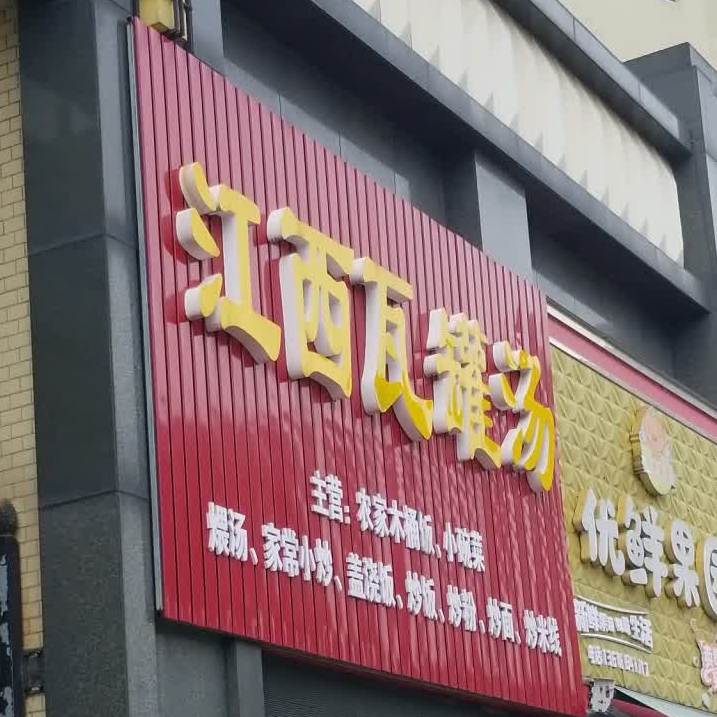 江西瓦罐汤
主营：农家木桶饭、小碗菜
煨汤、家常小炒、盖浇饭、炒饭、炒粉、炒面、炒米线
优鲜果园